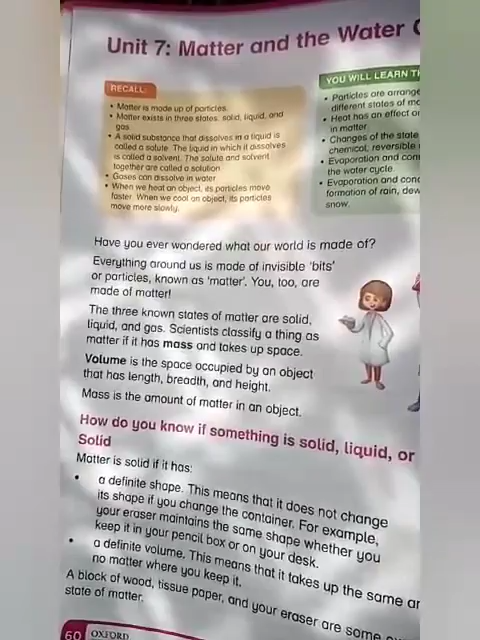 Unit 7: Matter and the Water
RECALL:
• Matter is made up of particles.
• Matter exists in three states: solid, liquid, and
gas
• A solid substance that dissolves in a liquid is
called a solute. The liquid in which it dissolves
is called a solvent. The solute and solvent
together are called a solution
• Gases can dissolve in water
• When we heat an object, its particles move
faster. When we cool an object, its particles
move more slowly.
YOU WILL LEARN
• Particles are
different states of
• Heat has an effect
in matter
• Changes of the state
chemical, reversible
• Evaporation and
the water cycle
• Evaporation and
formation of rain,
snow.
Have you ever wondered what our world is made of?
Everything around us is made of invisible 'bits'
or particles, known as 'matter'. You, too, are
made of matter!
The three known states of matter are solid,
liquid, and gas. Scientists classify a thing as
matter if it has mass and takes up space.
Volume is the space occupied by an object
that has length, breadth, and height.
Mass is the amount of matter in an object.
How do you know if something is solid, liquid, or
Solid
Matter is solid if it has:
• a definite shape. This means that it does not change
its shape if you change the container. For example,
your eraser maintains the same shape whether you
keep it in your pencil box or on your desk.
• a definite volume. This means that it takes up the same
no matter where you keep it.
A block of wood, tissue paper, and your eraser are some
state of matter.
60 OXFORD